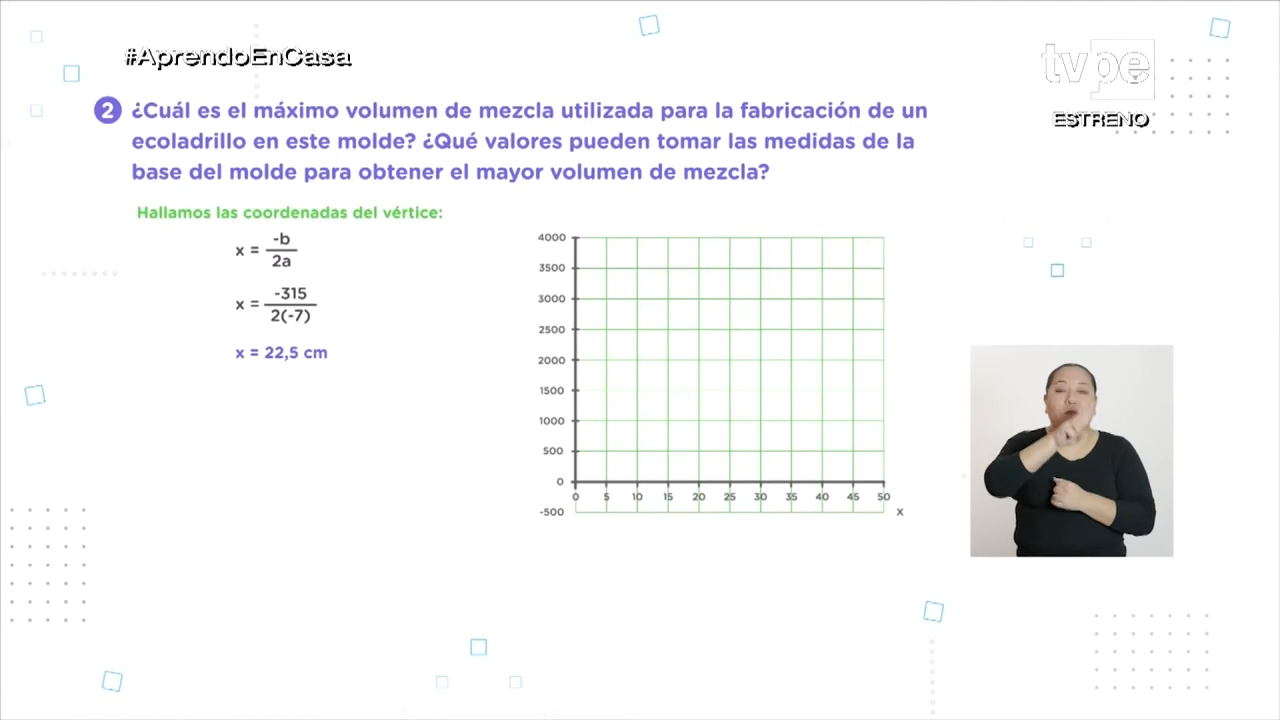 #AprendoEnCasa
tvpe
ESTRENO
2 ¿Cuál es el máximo volumen de mezcla utilizada para la fabricación de un
ecoladrillo en este molde? ¿Qué valores pueden tomar las medidas de la
base del molde para obtener el mayor volumen de mezcla?
Hallamos las coordenadas del vértice:
x = -b
2a
x = -315
2(-7)
x = 22,5 cm
4000
3500
3000
2500
2000
1500
1000
500
0
-500
0 5 10 15 20 25 30 35 40 45 50
x